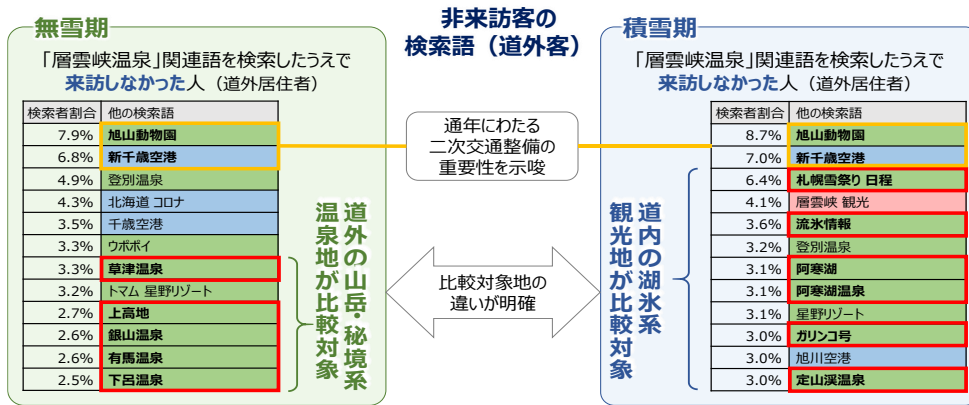 非来訪客の
検索語（道外客）
無雪期
「層雲峡温泉」関連語を検索したうえで
来訪しなかった人（道外居住者）
検索者割合 他の検索語
7.9% 旭山動物園
6.8% 新千歳空港
4.9% 登別温泉
4.3% 北海道 コロナ
3.5% 千歳空港
3.3% ウポポイ
3.3% 草津温泉
3.2% トマム 星野リゾート
2.7% 上高地
2.6% 銀山温泉
2.6% 有馬温泉
2.5% 下呂温泉
道外の山岳・秘境系
温泉地が比較対象
通年にわたる
二次交通整備の
重要性を示唆
比較対象地の
違いが明確
積雪期
「層雲峡温泉」関連語を検索したうえで
来訪しなかった人（道外居住者）
検索者割合 他の検索語
8.7% 旭山動物園
7.0% 新千歳空港
6.4% 札幌雪祭り 日程
4.1% 層雲峡 観光
3.6% 流氷情報
3.2% 登別温泉
3.1% 阿寒湖
3.1% 阿寒湖温泉
3.1% 星野リゾート
3.0% ガリンコ号
3.0% 旭川空港
3.0% 定山渓温泉
道内の湖氷系
観光地が比較対象